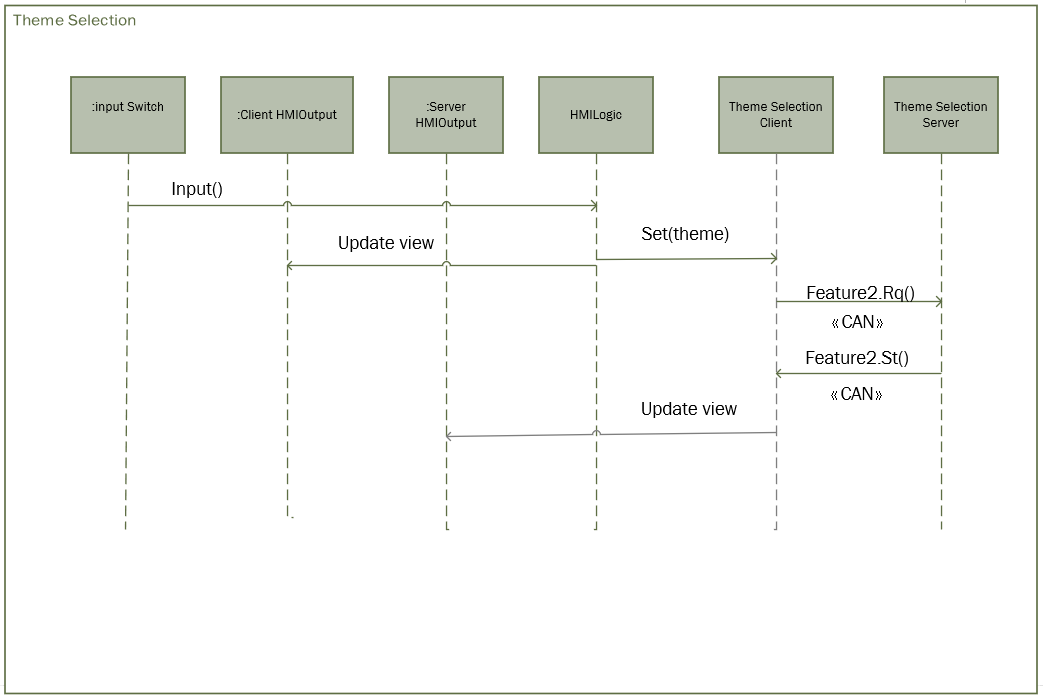 Theme Selection
:input Switch
:Client HMIOutput
:Server
HMIOutput
HMILogic
Theme Selection
Client
Theme Selection
Server
Input()
Set(theme)
Update view
Feature2.Rq()
«CAN»
Feature2.St()
«CAN»
Update view